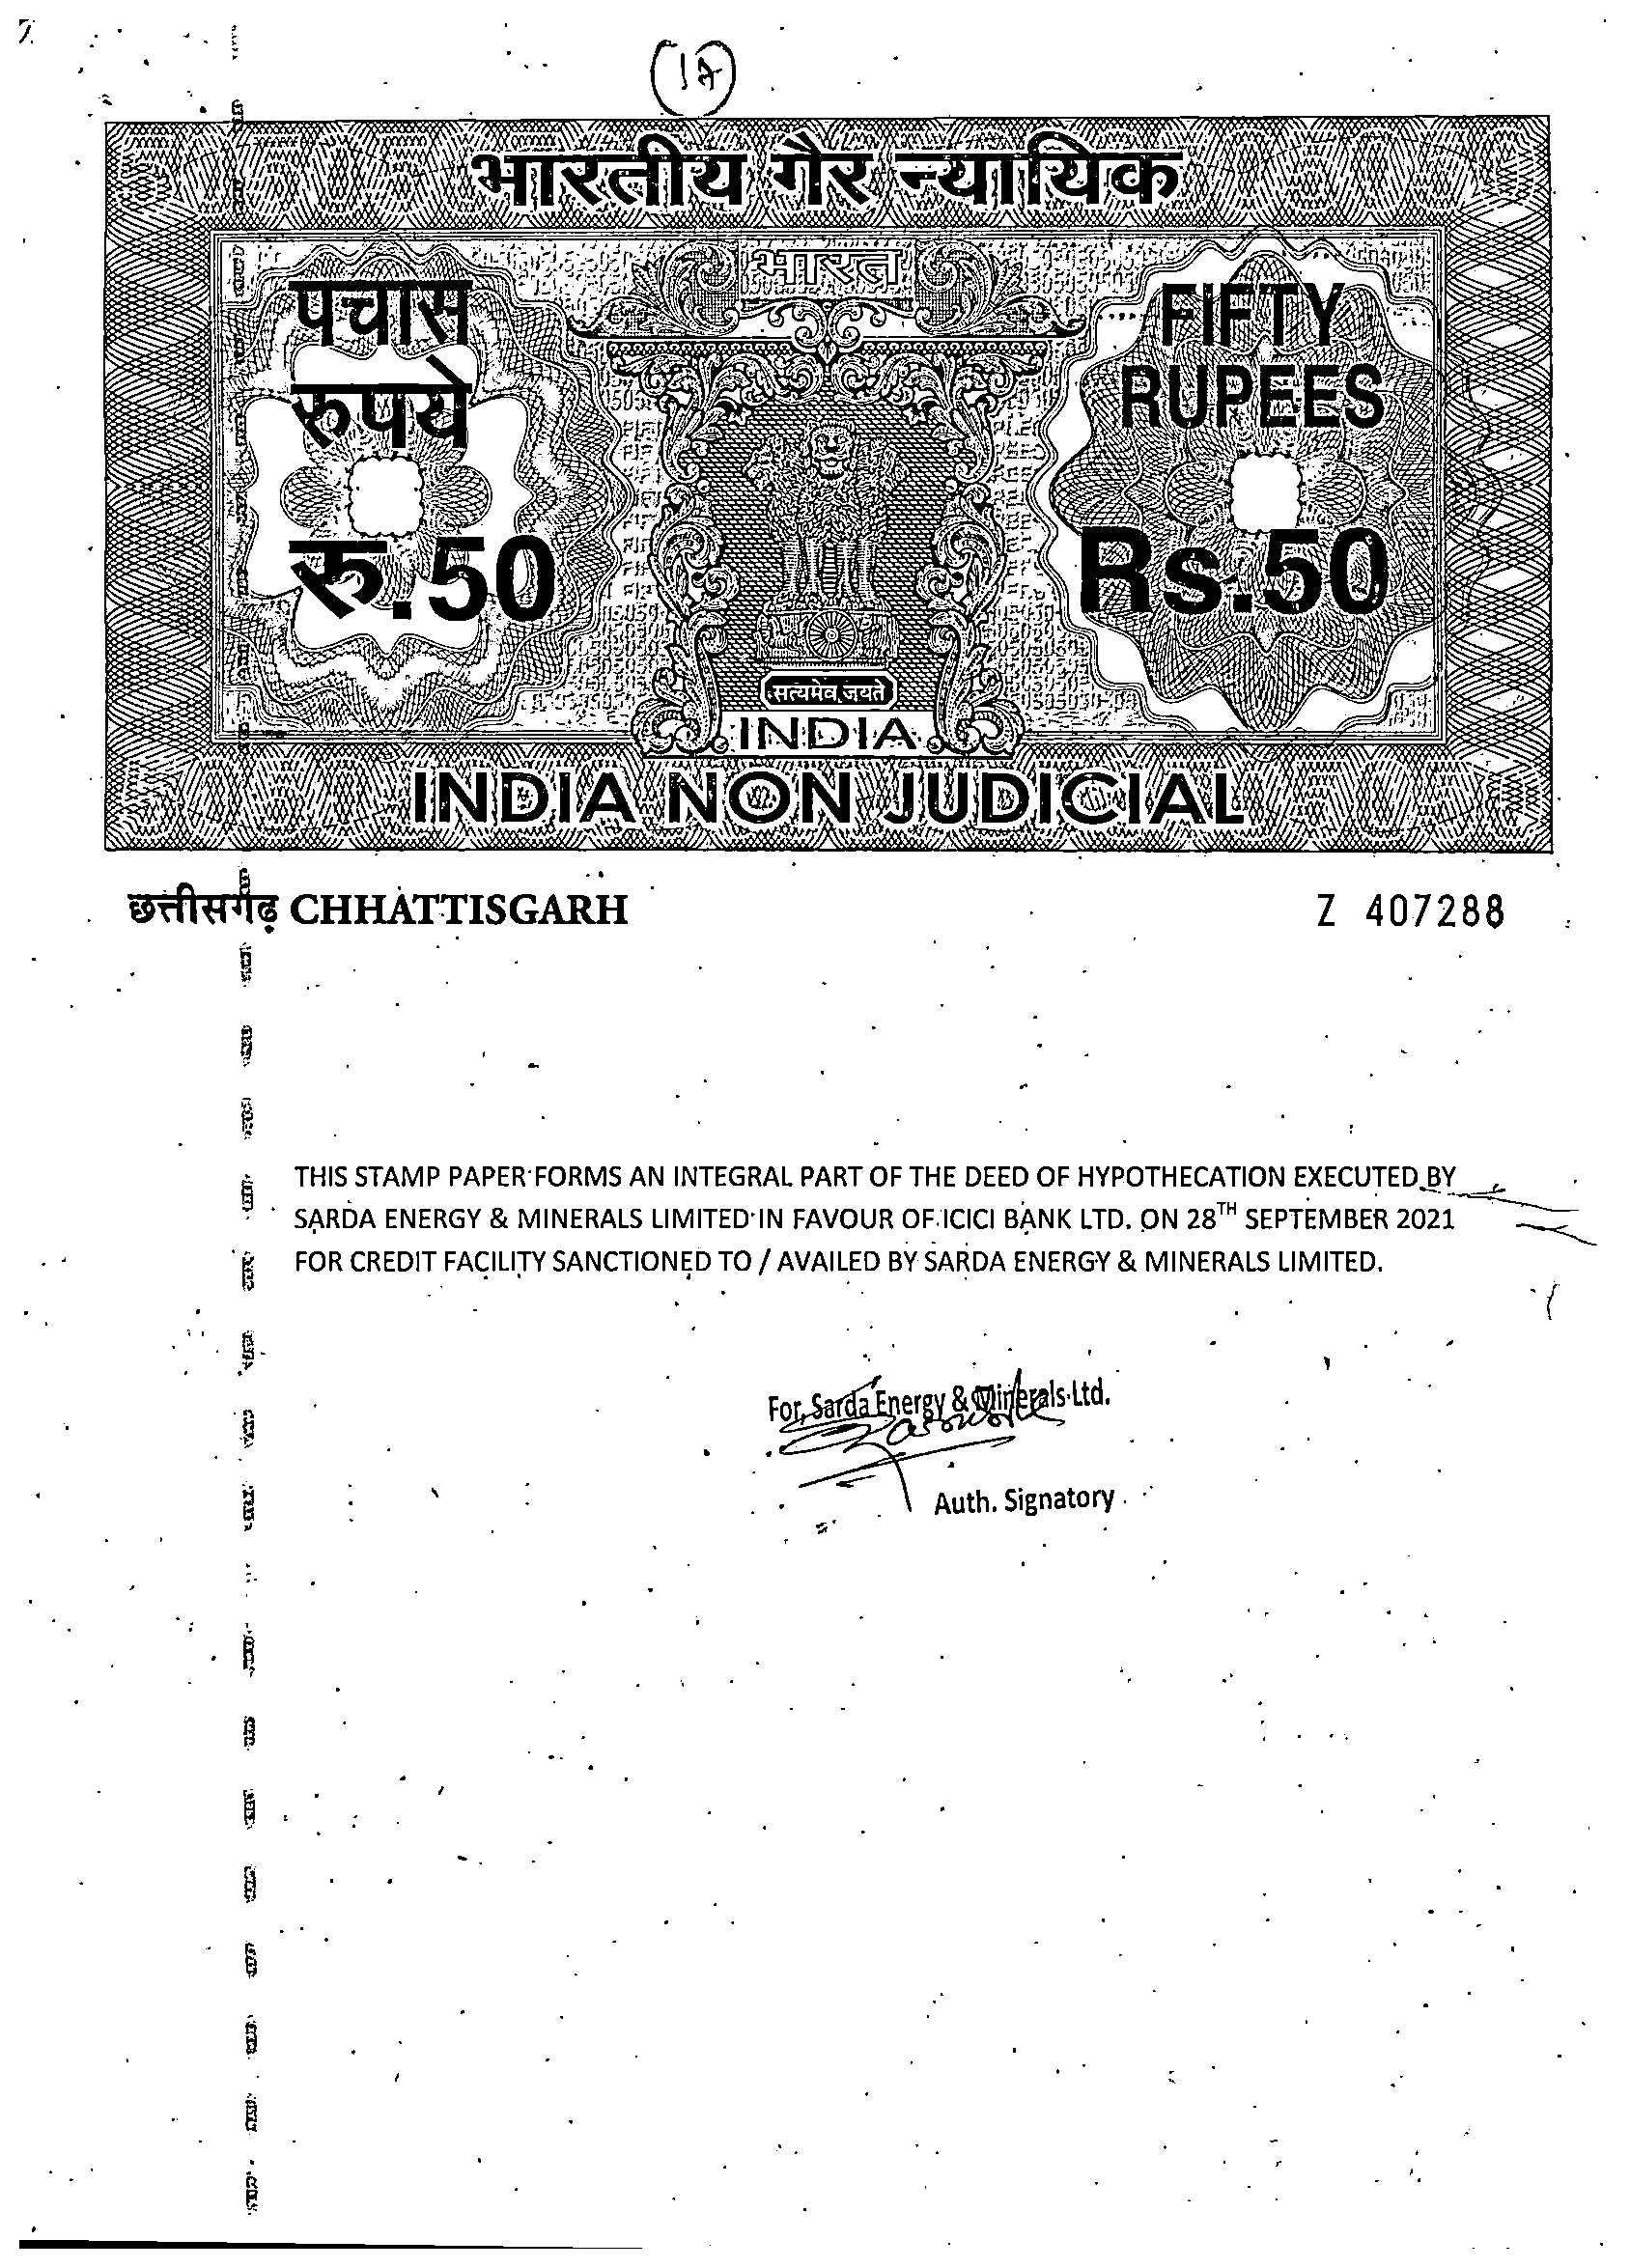 भारतीय गैर न्यायिक
भारत
पचास
रुपये
रु.50
FIFTY
RUPEES
Rs.50
सत्यमेव जयते
INDIA
INDIA NON JUDICIAL
छत्तीसगढ़ CHHATTISGARH
Z 407288
THIS STAMP PAPER FORMS AN INTEGRAL PART OF THE DEED OF HYPOTHECATION EXECUTED BY
SARDA ENERGY & MINERALS LIMITED IN FAVOUR OF ICICI BANK LTD. ON 28TH SEPTEMBER 2021
FOR CREDIT FACILITY SANCTIONED TO / AVAILED BY SARDA ENERGY & MINERALS LIMITED.
For, Sarda Energy & Minerals Ltd.
Auth. Signatory